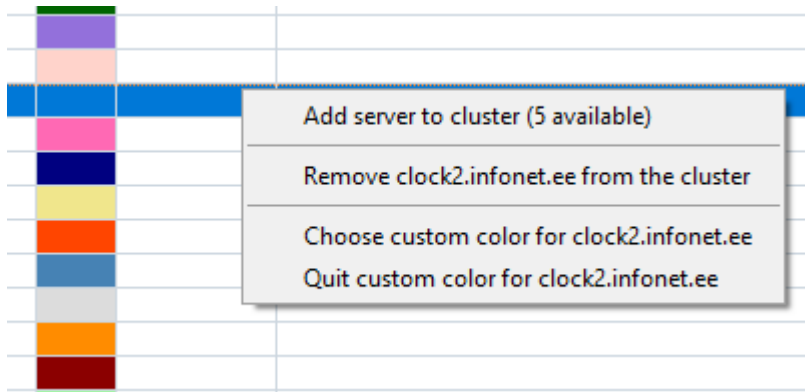 Add server to cluster (5 available)
Remove clock2.infonet.ee from the cluster
Choose custom color for clock2.infonet.ee
Quit custom color for clock2.infonet.ee